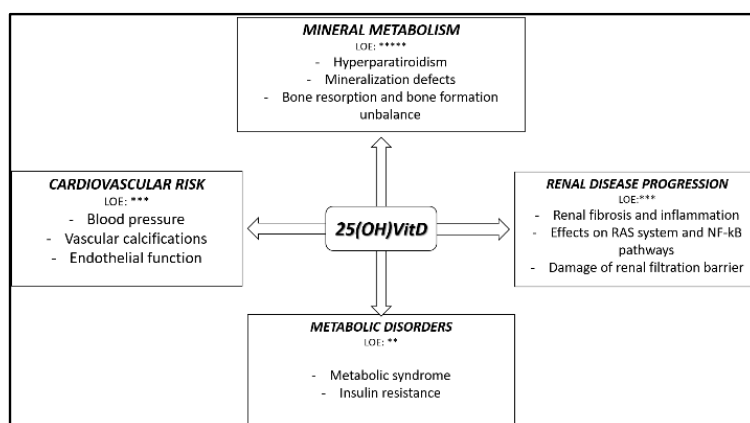 MINERAL METABOLISM
LOE: *****
- Hyperparatiroidism
- Mineralization defects
- Bone resorption and bone formation
unbalance
CARDIOVASCULAR RISK
LOE: ***
- Blood pressure
- Vascular calcifications
- Endothelial function
25(OH)VitD
RENAL DISEASE PROGRESSION
LOE:***
- Renal fibrosis and inflammation
- Effects on RAS system and NF-kB
pathways
- Damage of renal filtration barrier
METABOLIC DISORDERS
LOE: **
- Metabolic syndrome
- Insulin resistance